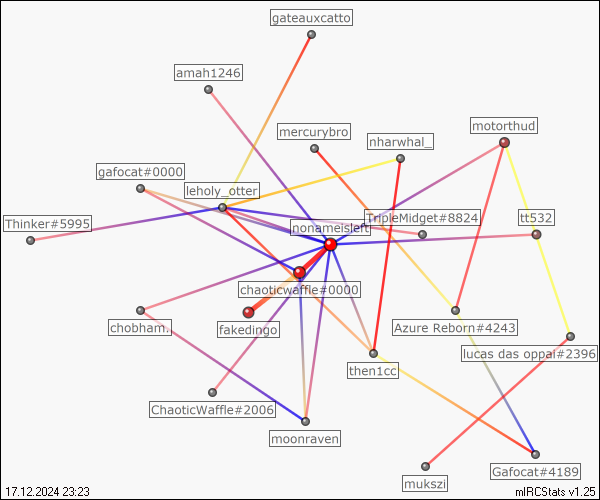 gateauxcatto
amah1246
mercurybro
motorthud
nharwhal_
gafocat#0000
leholy_otter
Thinker#5995
TripleMidget#8824
tt532
nonameisleft
chaoticwaffle#0000
chobham.
fakedingo
Azure Reborn#4243
lucas das oppai#2396
then1cc
ChaoticWaffle#2006
moonraven
Gafocat#4189
mukszi
17.12.2024 23:23
mIRCStats v1.25